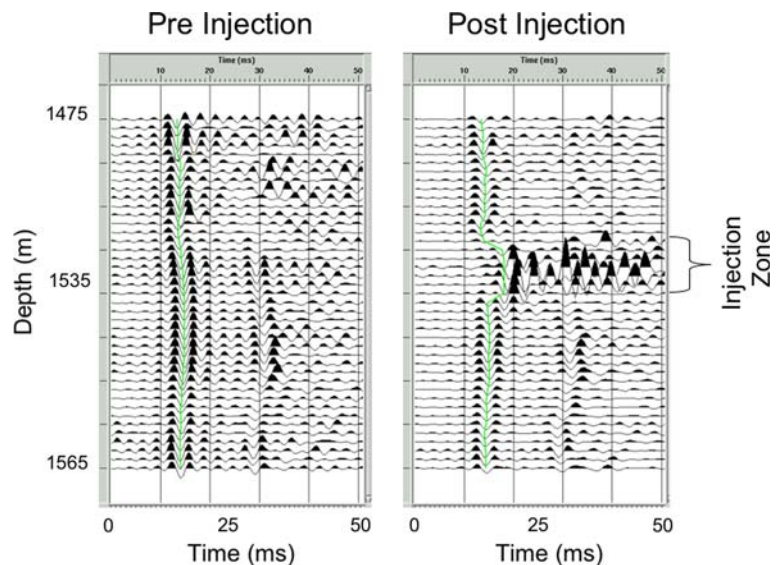 Pre Injection
Post Injection
Time (ms)
10 20 30 40 50
Time (ms)
10 20 30 40 50
1475
1535
1565
Depth (m)
Injection
Zone
0 25 50
0 25 50
Time (ms)
Time (ms)